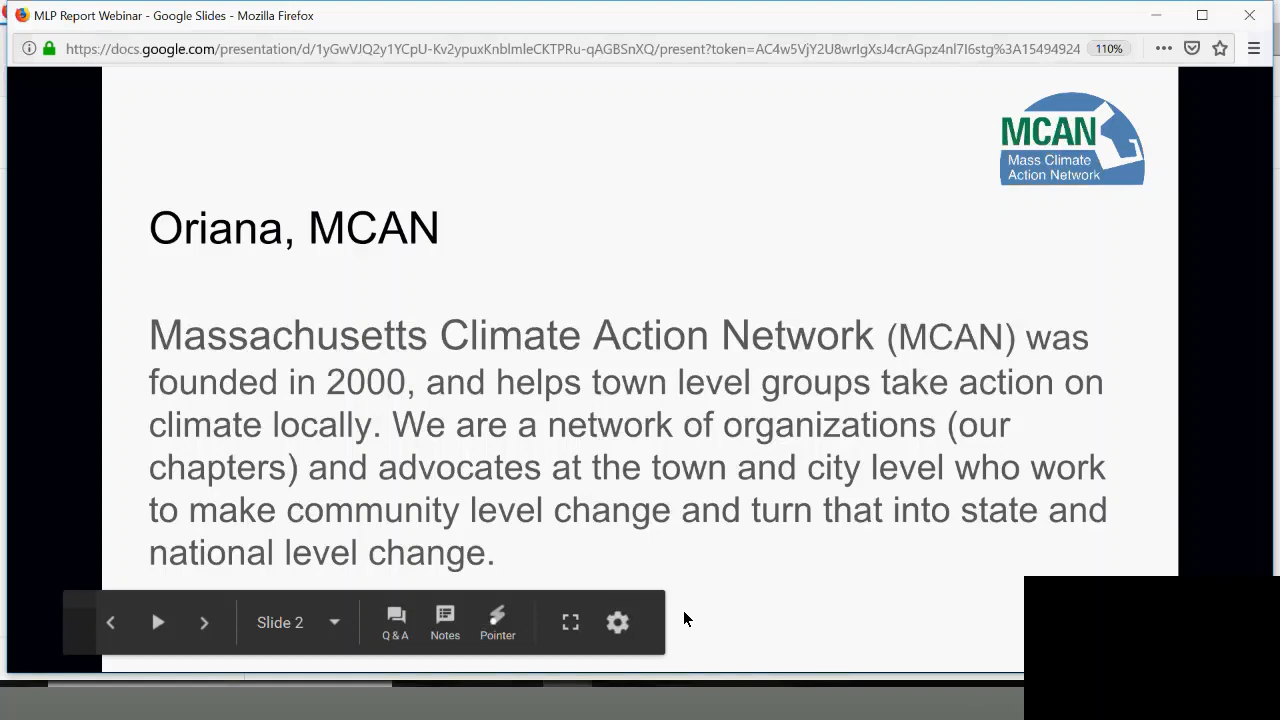 MLP Report Webinar - Google Slides - Mozilla Firefox
https://docs.google.com/presentation/d/1yGwVJQ2y1YCpU-Kv2ypuxKnblmleCKTPRu-qAGBSnXQ/present?token=AC4w5VjY2U8wrIgXsJ4crAGpz4nl7I6stg%3A15494924
110%
MCAN
Mass Climate
Action Network
Oriana, MCAN
Massachusetts Climate Action Network (MCAN) was
founded in 2000, and helps town level groups take action on
climate locally. We are a network of organizations (our
chapters) and advocates at the town and city level who work
to make community level change and turn that into state and
national level change.
Slide 2
Q & A
Notes
Pointer